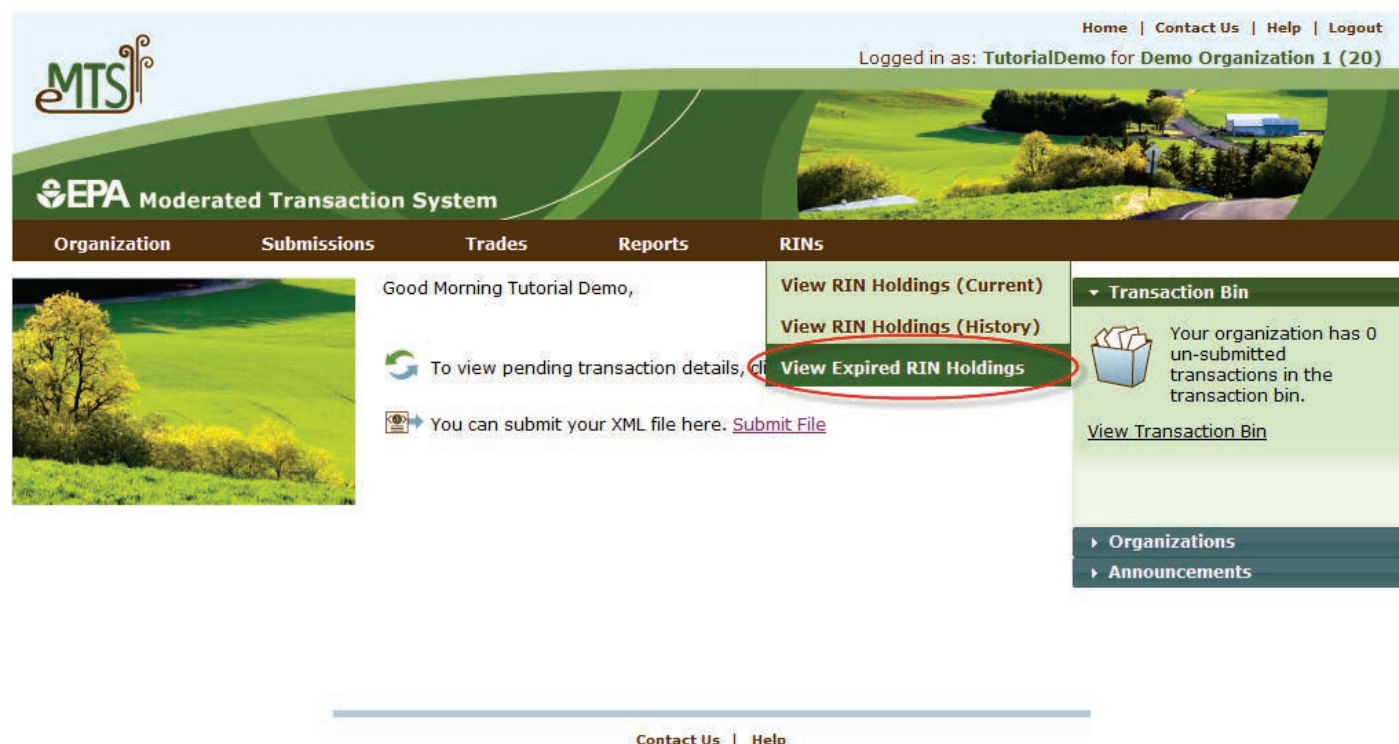 Home | Contact Us | Help | Logout
Logged in as: TutorialDemo for Demo Organization 1 (20)
eMTS
EPA Moderated Transaction System
Organization Submissions Trades Reports RINs
Good Morning Tutorial Demo,
To view pending transaction details,
You can submit your XML file here. Submit File
View RIN Holdings (Current)
View RIN Holdings (History)
View Expired RIN Holdings
Transaction Bin
Your organization has 0
un-submitted
transactions in the
transaction bin.
View Transaction Bin
Organizations
Announcements
Contact Us | Help